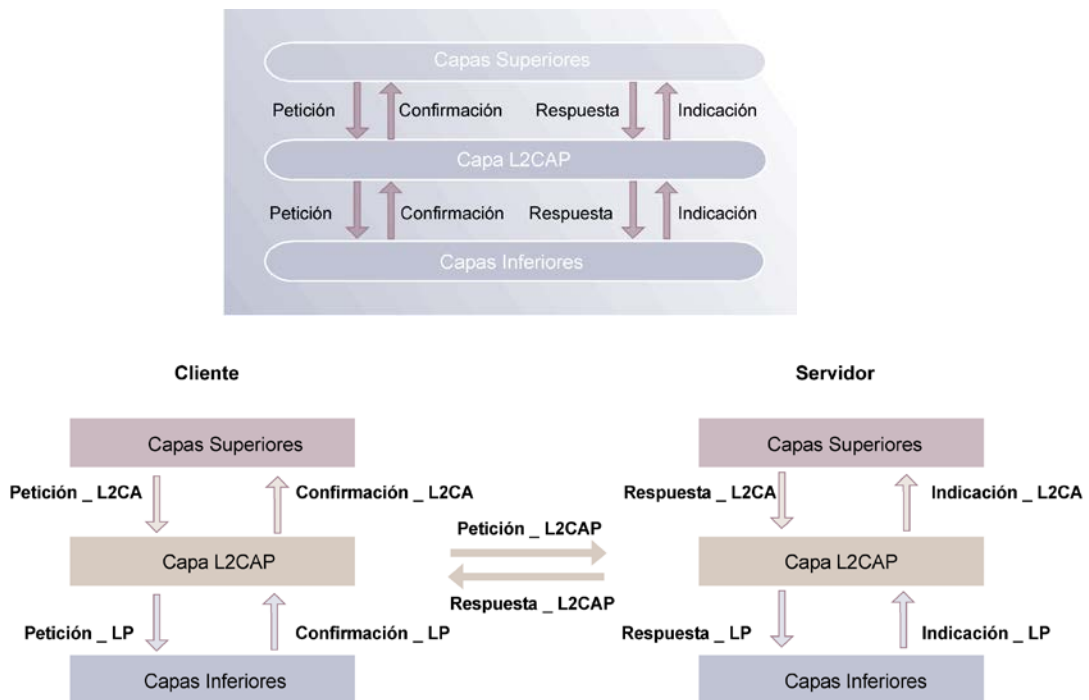 Capas Superiores
Petición Confirmación Respuesta Indicación
Capa L2CAP
Petición Confirmación Respuesta Indicación
Capas Inferiores
Cliente Servidor
Capas Superiores Capas Superiores
Petición _ L2CA Confirmación _ L2CA Respuesta _ L2CA Indicación _ L2CA
Petición _ L2CAP
Capa L2CAP Capa L2CAP
Respuesta _ L2CAP
Petición _ LP Confirmación _ LP Respuesta _ LP Indicación _ LP
Capas Inferiores Capas Inferiores